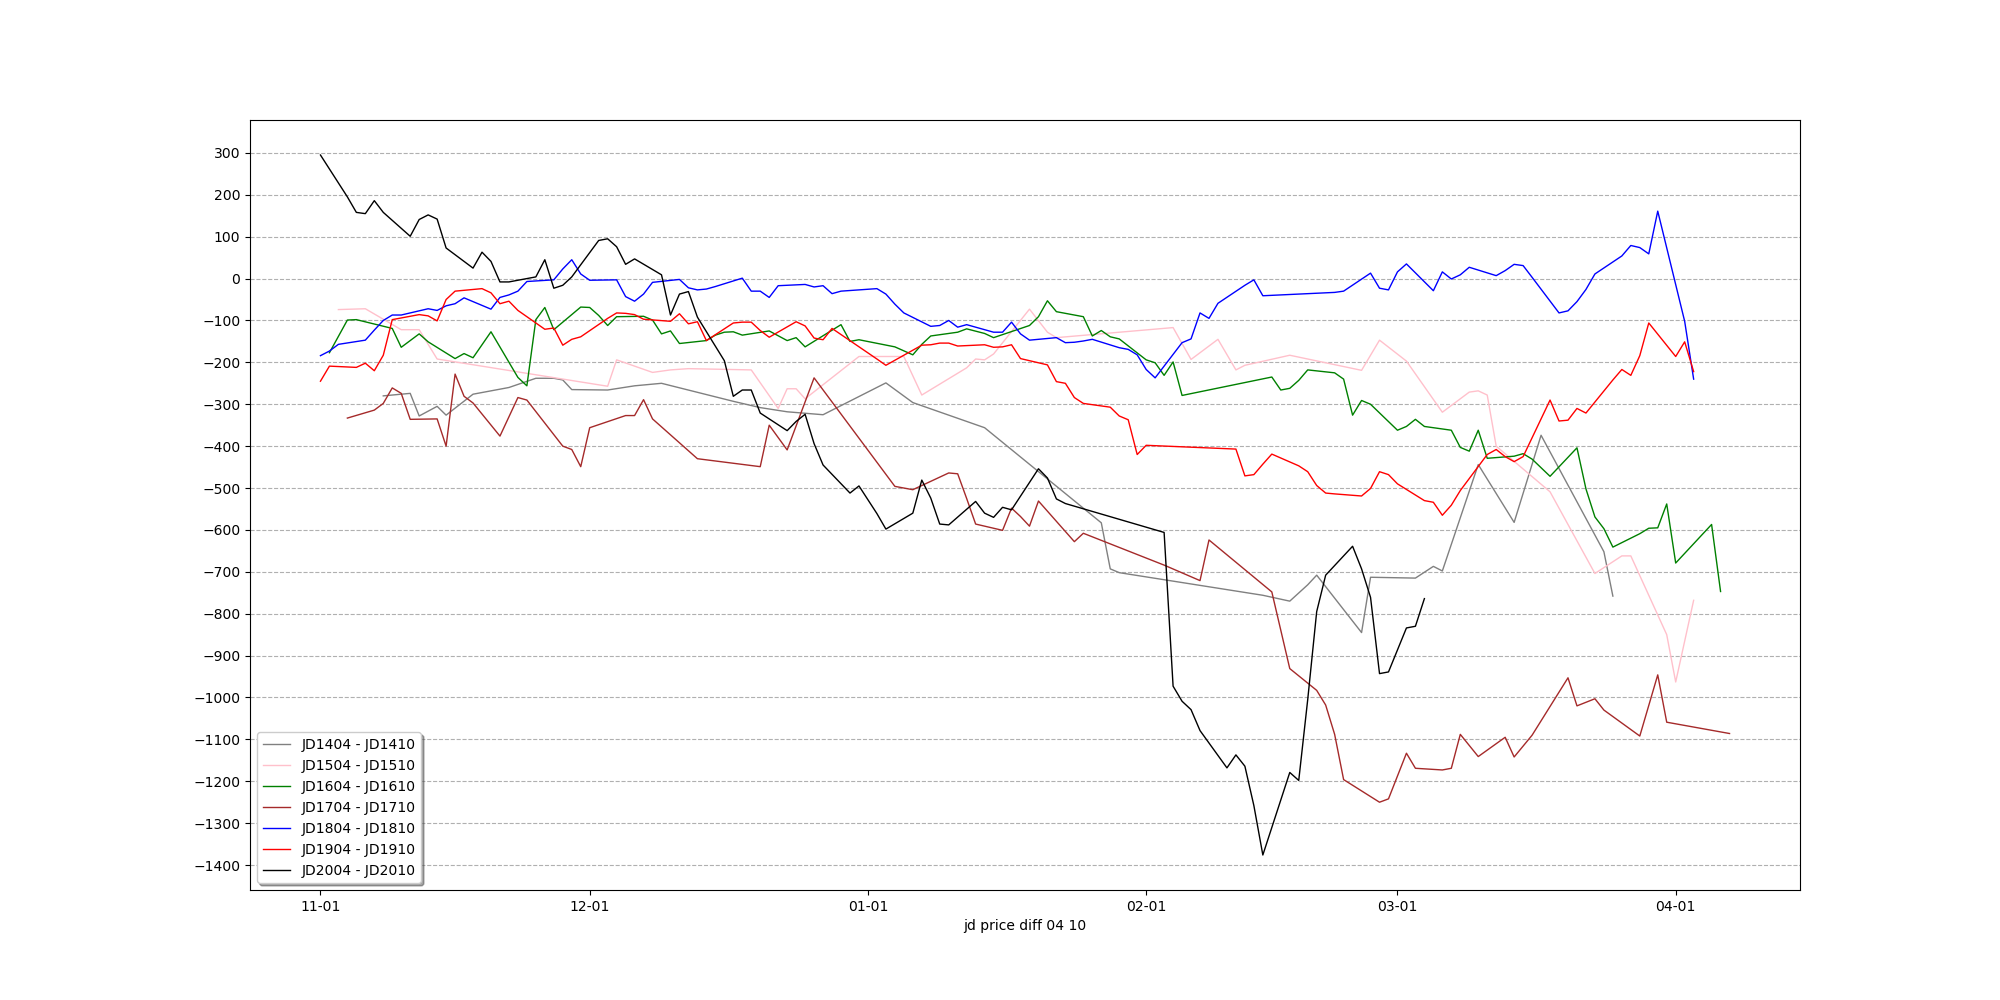 300
200
100
0
−100
−200
−300
−400
−500
−600
−700
−800
−900
−1000
−1100
−1200
−1300
−1400
JD1404 - JD1410
JD1504 - JD1510
JD1604 - JD1610
JD1704 - JD1710
JD1804 - JD1810
JD1904 - JD1910
JD2004 - JD2010
11-01 12-01 01-01 02-01 03-01 04-01
jd price diff 04 10